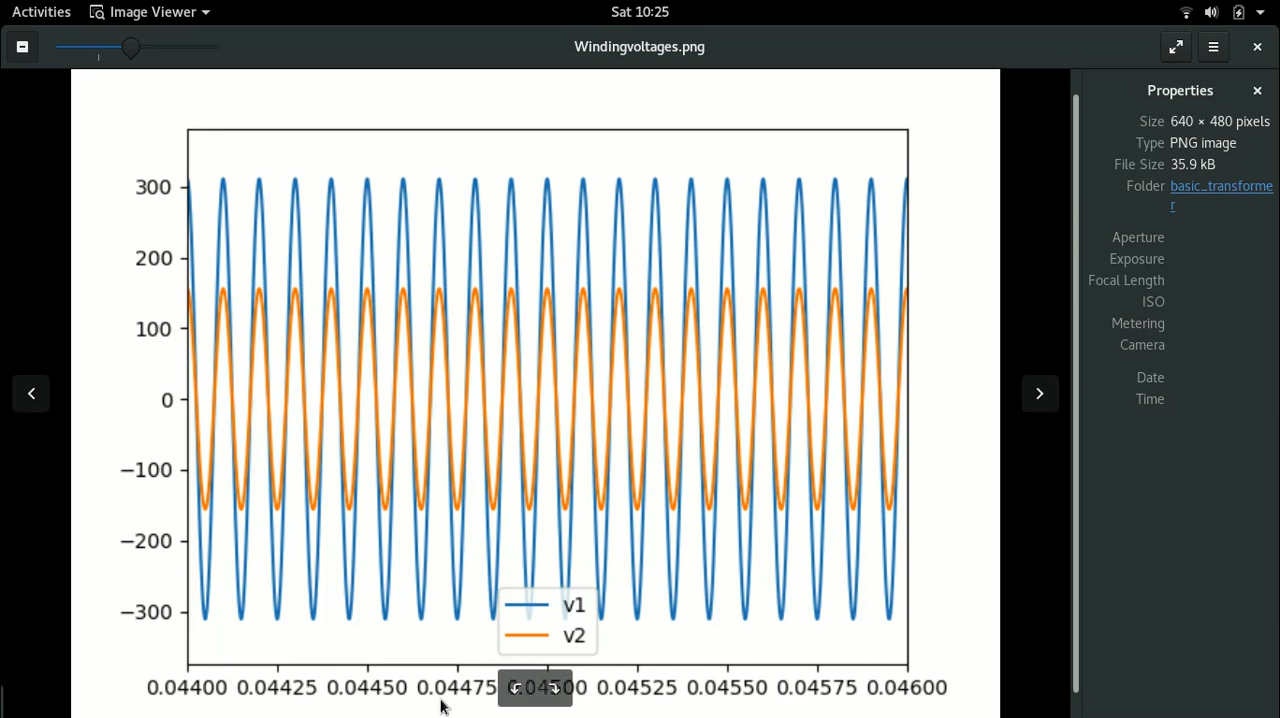 Activities Image Viewer Sat 10:25
Windingvoltages.png
Properties
Size 640 × 480 pixels
Type PNG image
File Size 35.9 kB
Folder basic_transforme
r
Aperture
Exposure
Focal Length
ISO
Metering
Camera
Date
Time
300
200
100
0
−100
−200
−300
v1
v2
0.04400 0.04425 0.04450 0.04475 0.04500 0.04525 0.04550 0.04575 0.04600